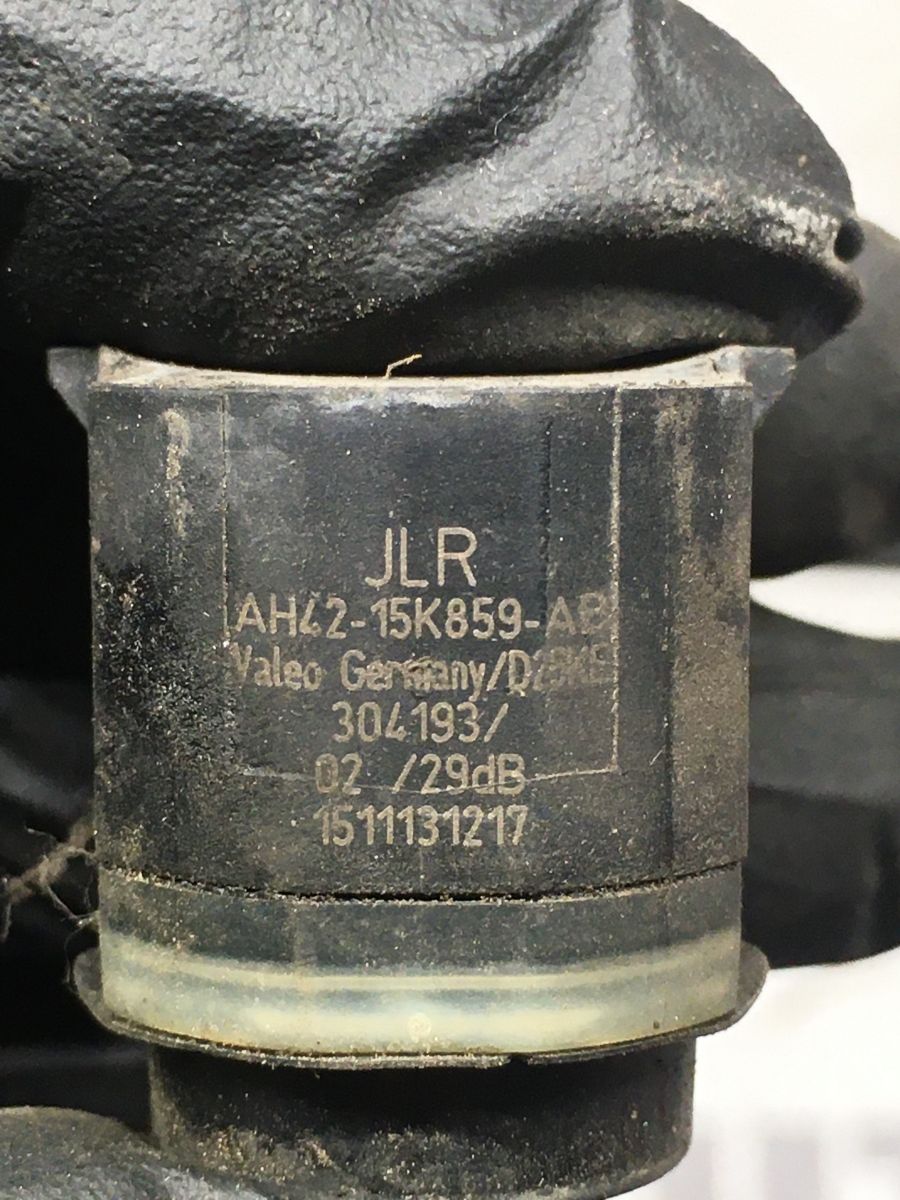 JLR
AH42-15K859-AB
Valeo Germany/D
304193/
02 /29dB
1511131217